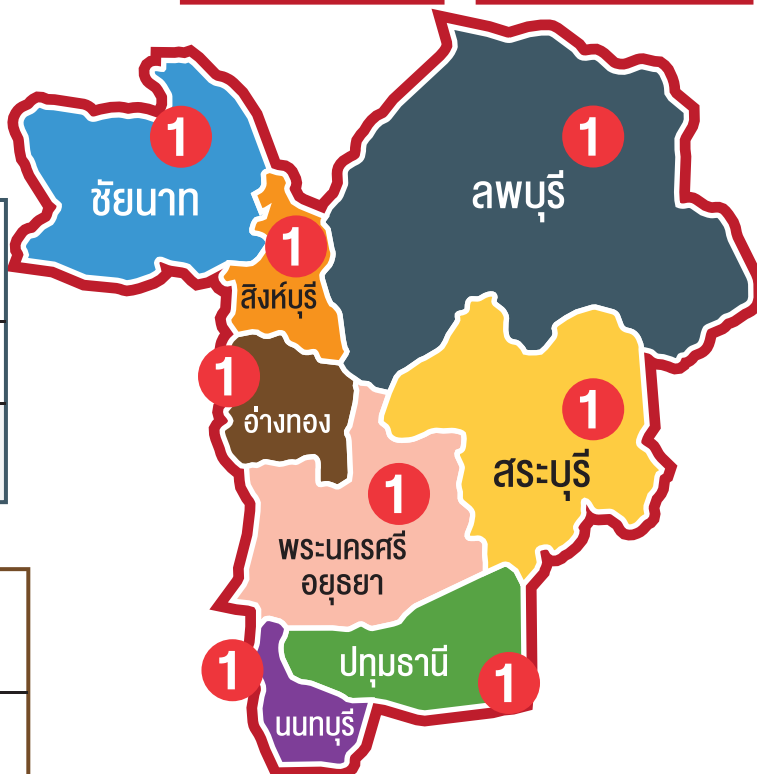 1
ชัยนาท
1
ลพบุรี
1
สิงห์บุรี
1
อ่างทอง
1
สระบุรี
1
พระนครศรี
อยุธยา
1
ปทุมธานี
1
นนทบุรี